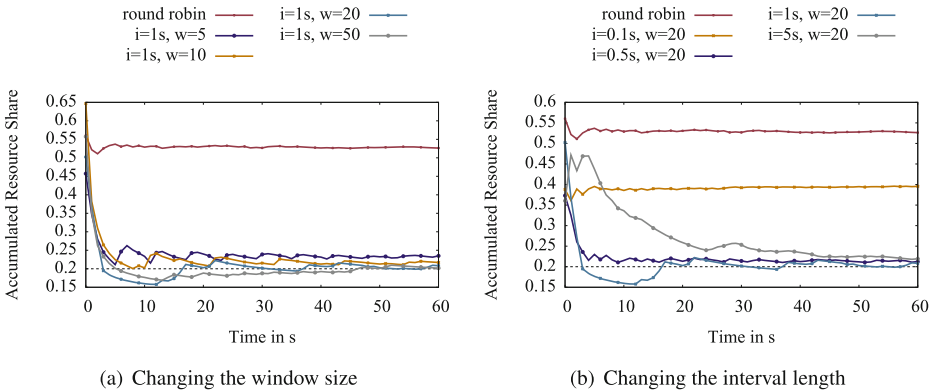 round robin
i=1s, w=5
i=1s, w=10
i=1s, w=20
i=1s, w=50
Accumulated Resource Share
0.65
0.6
0.55
0.5
0.45
0.4
0.35
0.3
0.25
0.2
0.15
0 10 20 30 40 50 60
Time in s
(a) Changing the window size
round robin
i=0.1s, w=20
i=0.5s, w=20
i=1s, w=20
i=5s, w=20
Accumulated Resource Share
0.6
0.55
0.5
0.45
0.4
0.35
0.3
0.25
0.2
0.15
0 10 20 30 40 50 60
Time in s
(b) Changing the interval length